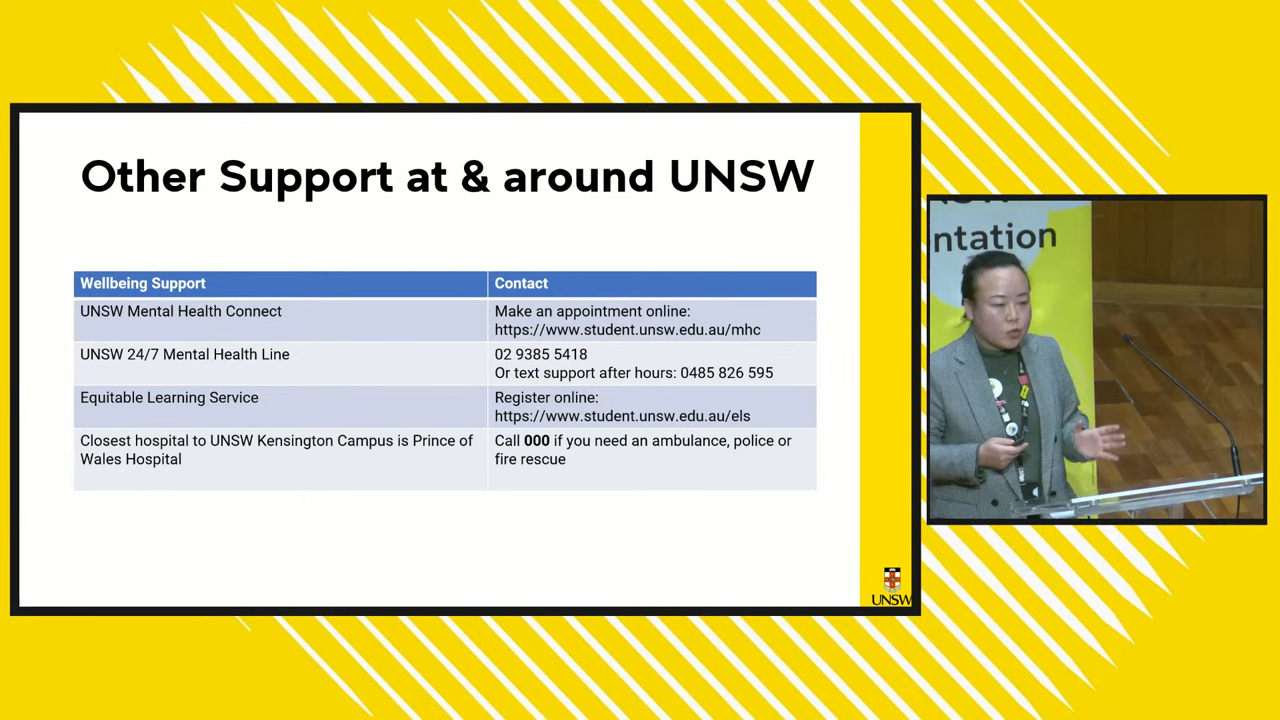 Other Support at & around UNSW
Wellbeing Support
Contact
UNSW Mental Health Connect
Make an appointment online:
https://www.student.unsw.edu.au/mhc
UNSW 24/7 Mental Health Line
02 9385 5418
Or text support after hours: 0485 826 595
Equitable Learning Service
Register online:
https://www.student.unsw.edu.au/els
Closest hospital to UNSW Kensington Campus is Prince of
Wales Hospital
Call 000 if you need an ambulance, police or
fire rescue
UNSW
ntation